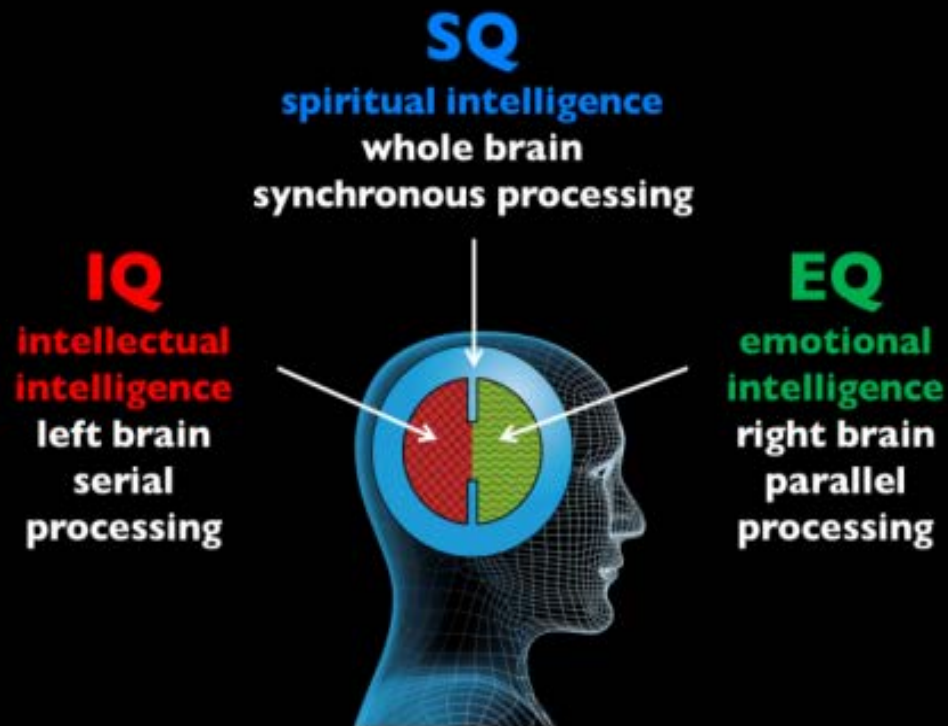 SQ
spiritual intelligence
whole brain
synchronous processing
IQ
intellectual
intelligence
left brain
serial
processing
EQ
emotional
intelligence
right brain
parallel
processing